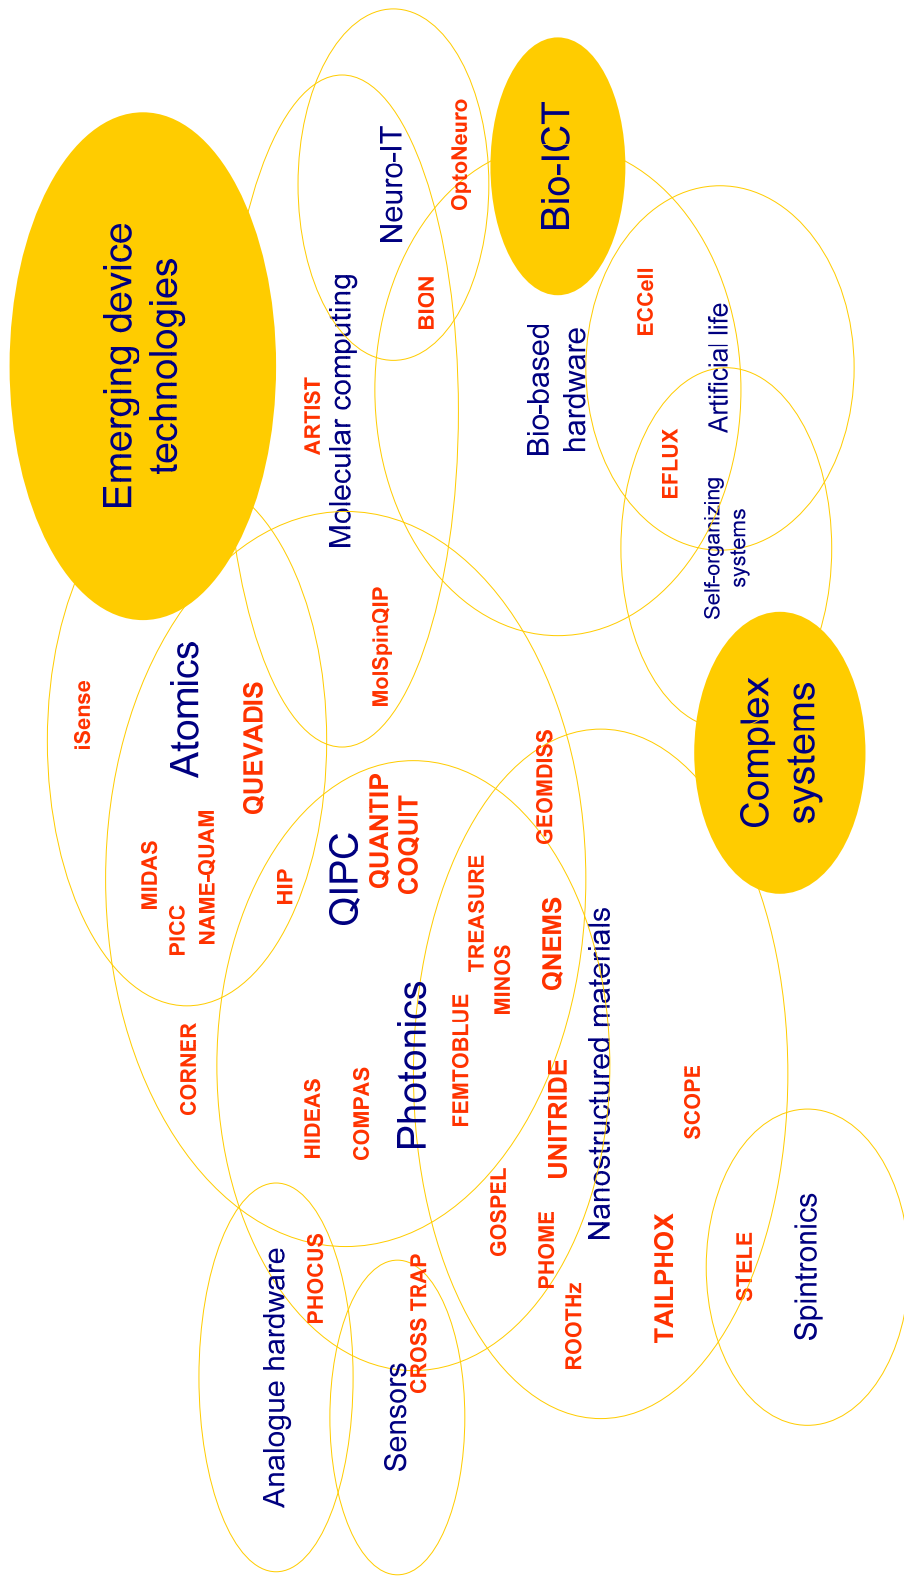 Emerging device
technologies
iSense
Atomics
MIDAS
PICC
NAME-QUAM
QUEVADIS
HIP
CORNER
Analogue hardware
PHOCUS
HIDEAS
COMPAS
QIPC
QUANTIP
COQUIT
Photonics
ARTIST
Molecular computing
MolSpinQIP
Neuro-IT
BION
OptoNeuro
Bio-ICT
Sensors
CROSS TRAP
FEMTOBLUE
TREASURE
MINOS
GEOMDISS
GOSPEL
PHOME
ROOTHz
UNITRIDE
QNEMS
Nanostructured materials
Bio-based
hardware
ECCell
EFLUX
Artificial life
Self-organizing
systems
TAILPHOX
SCOPE
STELE
Spintronics
Complex
systems